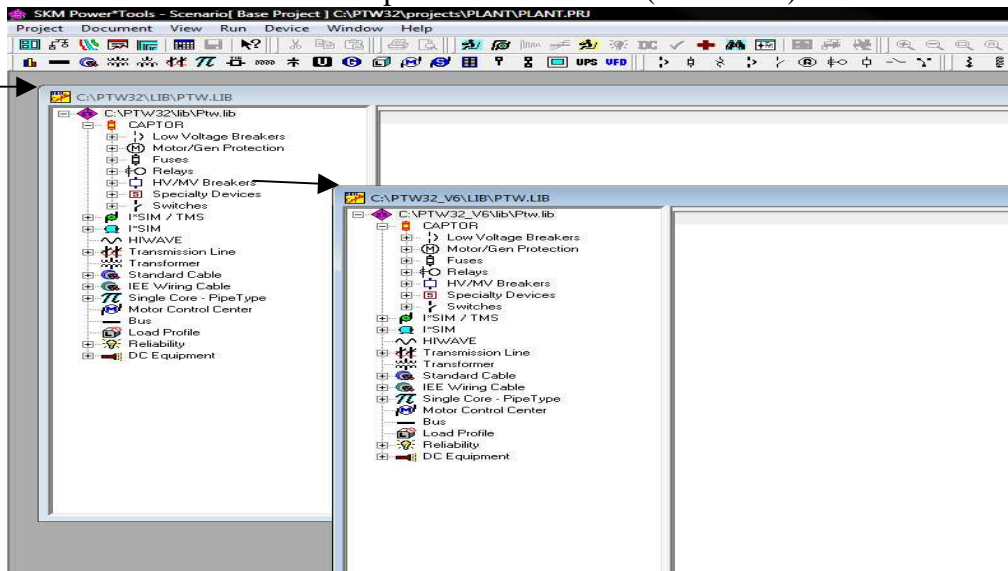 SKM Power*Tools - Scenario[ Base Project ] C:\PTW32\projects\PLANT\PLANT.PRJ
Project Document View Run Device Window Help
DC
UPS VFD
C:\PTW32\LIB\PTW.LIB
C:\PTW32\lib\Ptw.lib
CAPTOR
Low Voltage Breakers
Motor/Gen Protection
Fuses
Relays
HV/MV Breakers
Specialty Devices
Switches
I*SIM / TMS
I*SIM
HIWAVE
Transmission Line
Transformer
Standard Cable
IEE Wiring Cable
Single Core - PipeType
Motor Control Center
Bus
Load Profile
Reliability
DC Equipment
C:\PTW32_V6\LIB\PTW.LIB
C:\PTW32_V6\lib\Ptw.lib
CAPTOR
Low Voltage Breakers
Motor/Gen Protection
Fuses
Relays
HV/MV Breakers
Specialty Devices
Switches
I*SIM / TMS
I*SIM
HIWAVE
Transmission Line
Transformer
Standard Cable
IEE Wiring Cable
Single Core - PipeType
Motor Control Center
Bus
Load Profile
Reliability
DC Equipment